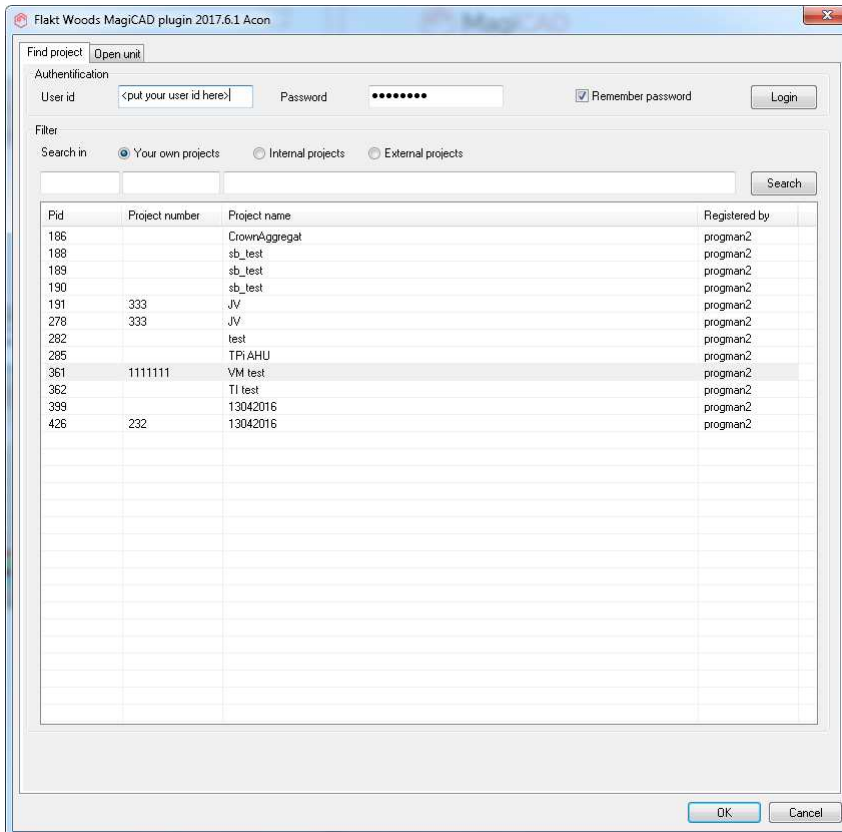 Flakt Woods MagiCAD plugin 2017.6.1 Acon
MagiCAD
Find project Open unit
Authentification
User id <put your user id here> Password ●●●●●●●● Remember password Login
Filter
Search in Your own projects Internal projects External projects
Search
Pid Project number Project name Registered by
186 CrownAggregat progman2
188 sb_test progman2
189 sb_test progman2
190 sb_test progman2
191 333 JV progman2
278 333 JV progman2
282 test progman2
285 TPi AHU progman2
361 1111111 VM test progman2
362 TI test progman2
399 13042016 progman2
426 232 13042016 progman2
OK Cancel